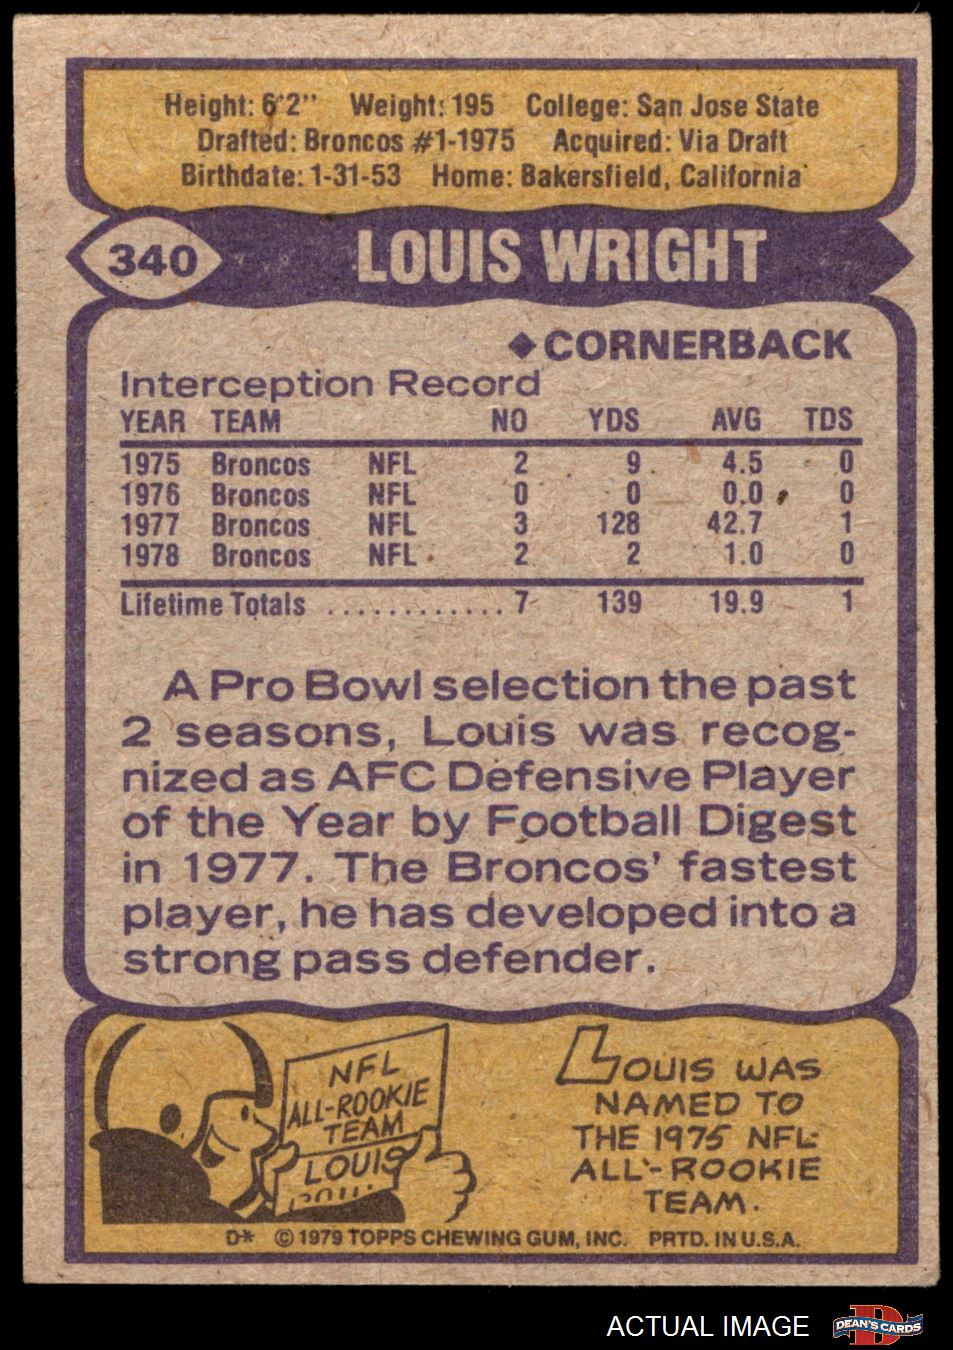 Height: 6'2" Weight: 195 College: San Jose State
Drafted: Broncos #1-1975 Acquired: Via Draft
Birthdate: 1-31-53 Home: Bakersfield, California
340 LOUIS WRIGHT
◆CORNERBACK
Interception Record
YEAR TEAM NO YDS AVG TDS
1975 Broncos NFL 2 9 4.5 0
1976 Broncos NFL 0 0 0.0 0
1977 Broncos NFL 3 128 42.7 1
1978 Broncos NFL 2 2 1.0 0
Lifetime Totals ............ 7 139 19.9 1
A Pro Bowl selection the past
2 seasons, Louis was recog-
nized as AFC Defensive Player
of the Year by Football Digest
in 1977. The Broncos' fastest
player, he has developed into a
strong pass defender.
NFL
ALL-ROOKIE
TEAM
LOUIS
LOUIS WAS
NAMED TO
THE 1975 NFL
ALL-ROOKIE
TEAM.
D* © 1979 TOPPS CHEWING GUM, INC. PRTD. IN U.S.A.
ACTUAL IMAGE
DEAN'S CARDS